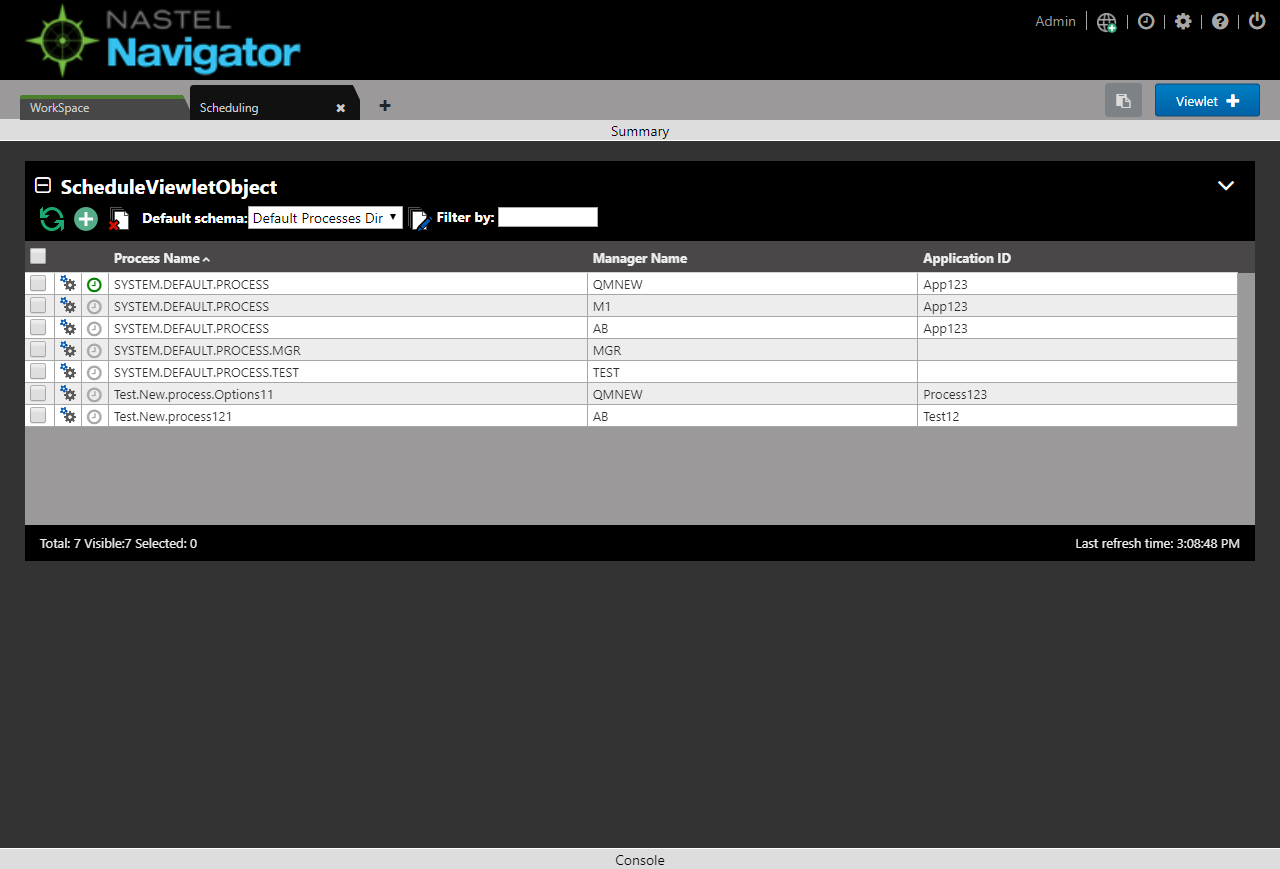 NASTEL
Navigator
Admin
WorkSpace
Scheduling
Viewlet
Summary
ScheduleViewletObject
Default schema: Default Processes Dir Filter by:
Process Name Manager Name Application ID
SYSTEM.DEFAULT.PROCESS QMNEW App123
SYSTEM.DEFAULT.PROCESS M1 App123
SYSTEM.DEFAULT.PROCESS AB App123
SYSTEM.DEFAULT.PROCESS.MGR MGR
SYSTEM.DEFAULT.PROCESS.TEST TEST
Test.New.process.Options11 QMNEW Process123
Test.New.process121 AB Test12
Total: 7 Visible:7 Selected: 0 Last refresh time: 3:08:48 PM
Console